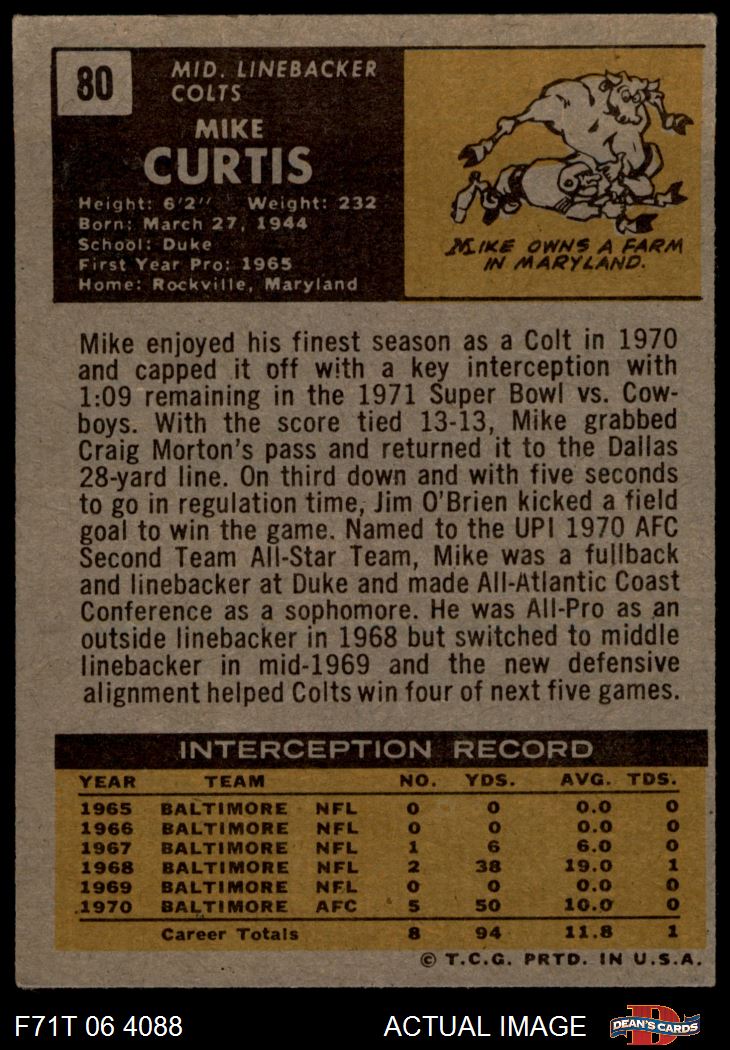 80
MID. LINEBACKER
COLTS
MIKE
CURTIS
Height: 6'2" Weight: 232
Born: March 27, 1944
School: Duke
First Year Pro: 1965
Home: Rockville, Maryland
MIKE OWNS A FARM
IN MARYLAND.
Mike enjoyed his finest season as a Colt in 1970
and capped it off with a key interception with
1:09 remaining in the 1971 Super Bowl vs. Cow-
boys. With the score tied 13-13, Mike grabbed
Craig Morton's pass and returned it to the Dallas
28-yard line. On third down and with five seconds
to go in regulation time, Jim O'Brien kicked a field
goal to win the game. Named to the UPI 1970 AFC
Second Team All-Star Team, Mike was a fullback
and linebacker at Duke and made All-Atlantic Coast
Conference as a sophomore. He was All-Pro as an
outside linebacker in 1968 but switched to middle
linebacker in mid-1969 and the new defensive
alignment helped Colts win four of next five games.
INTERCEPTION RECORD
YEAR TEAM NO. YDS. AVG. TDS.
1965 BALTIMORE NFL 0 0 0.0 0
1966 BALTIMORE NFL 0 0 0.0 0
1967 BALTIMORE NFL 1 6 6.0 0
1968 BALTIMORE NFL 2 38 19.0 1
1969 BALTIMORE NFL 0 0 0.0 0
1970 BALTIMORE AFC 5 50 10.0 0
Career Totals 8 94 11.8 1
© T.C.G. PRTD. IN U.S.A.
F71T 06 4088 ACTUAL IMAGE DEAN'S CARDS